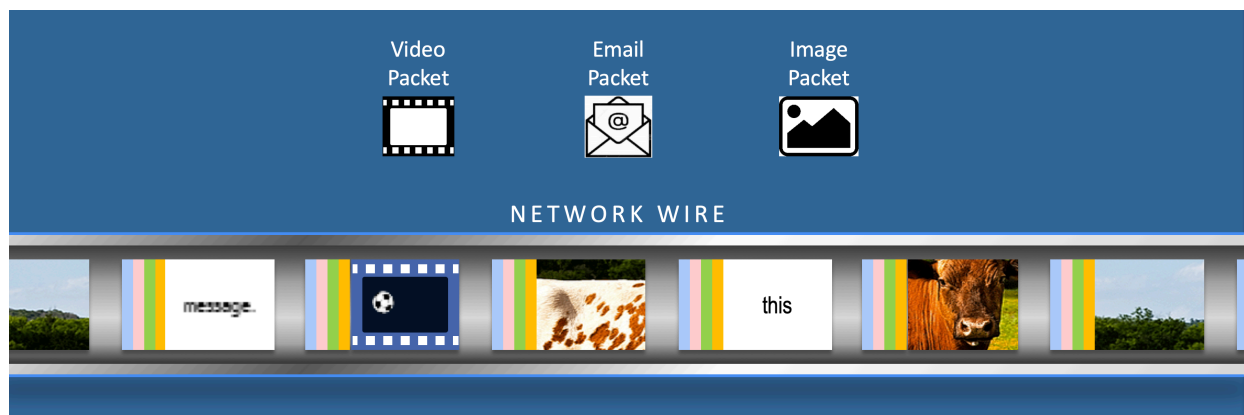 Video
Packet
Email
Packet
Image
Packet
@
NETWORK WIRE
message.
this